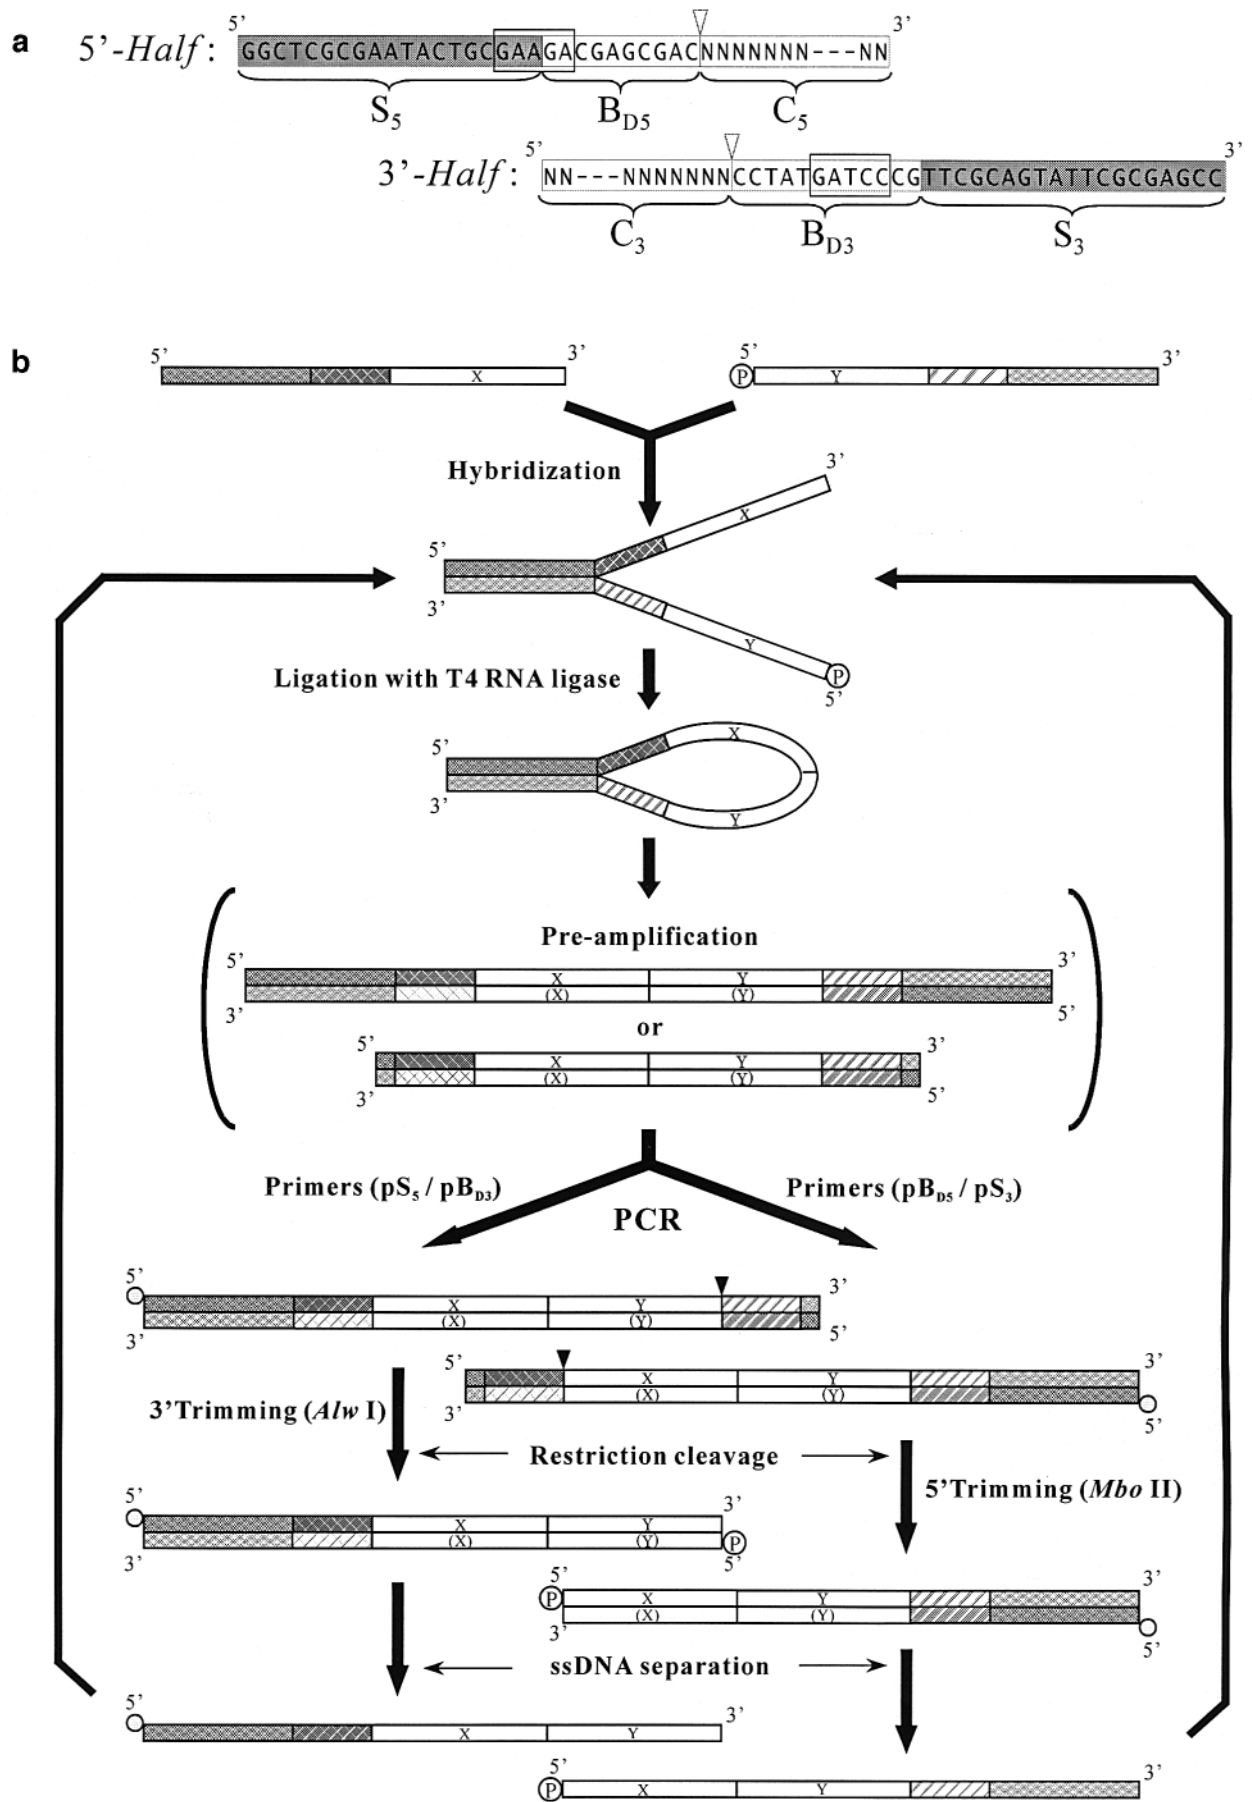 a
5'-Half:
5'
3'
GGCTCGCGAATACTGCGAAGACGAGCGACNNNNNNN---NN
S5
BD5
C5
3'-Half:
5'
3'
NN---NNNNNNNCCTATGATCCCGTTCGCAGTATTCGCGAGCC
C3
BD3
S3
b
5'
X
3'
5'
P
Y
3'
Hybridization
3'
X
5'
3'
Y
P
5'
Ligation with T4 RNA ligase
5'
X
3'
Y
Pre-amplification
5'
3'
X
Y
(X)
(Y)
3'
5'
or
5'
3'
X
Y
(X)
(Y)
3'
5'
Primers (pS5 / pBD3)
Primers (pBD5 / pS3)
PCR
5'
3'
X
Y
(X)
(Y)
3'
5'
5'
3'
X
Y
(X)
(Y)
3'
5'
3'Trimming (Alw I)
Restriction cleavage
5'Trimming (Mbo II)
5'
3'
X
Y
(X)
(Y)
P
3'
5'
5'
3'
P
X
Y
(X)
(Y)
3'
5'
ssDNA separation
5'
3'
X
Y
5'
3'
P
X
Y